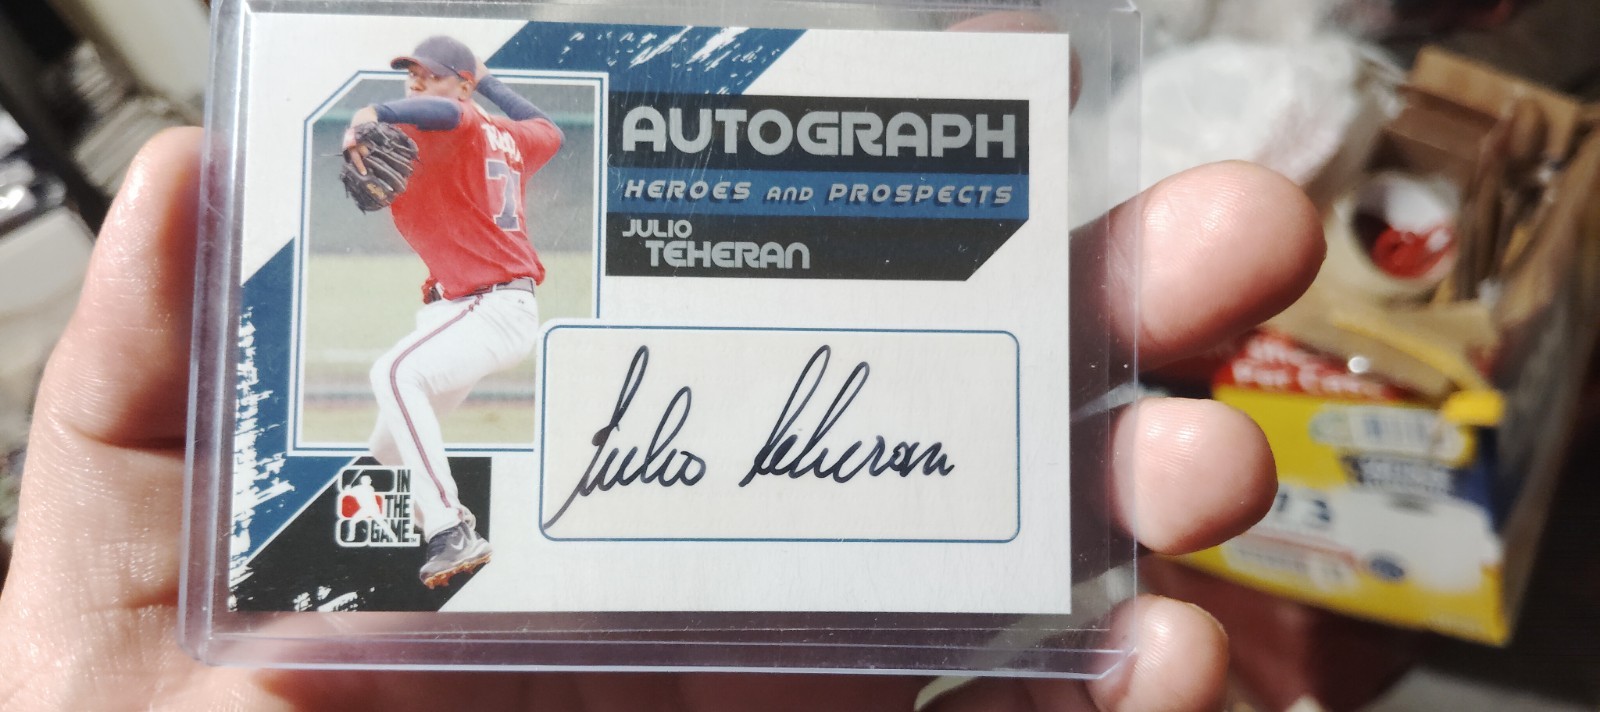 AUTOGRAPH
HEROES AND PROSPECTS
JULIO
TEHERAN
Julio Teheran
IN
THE
GAME